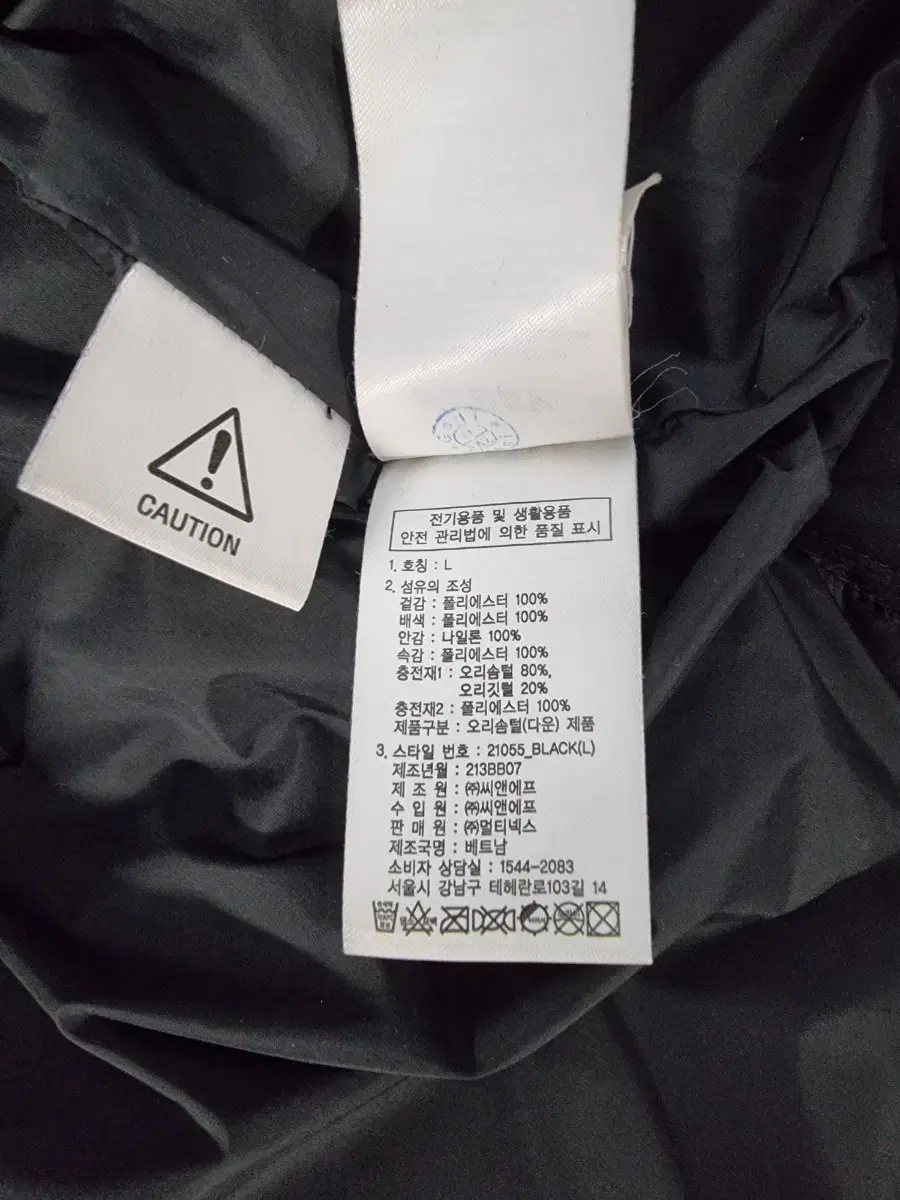 CAUTION
전기용품 및 생활용품
안전 관리법에 의한 품질 표시
1. 호칭 : L
2. 섬유의 조성
겉감 : 폴리에스터 100%
배색 : 폴리에스터 100%
안감 : 나일론 100%
속감 : 폴리에스터 100%
충전재1 : 오리솜털 80%,
오리깃털 20%
충전재2 : 폴리에스터 100%
제품구분 : 오리솜털(다운) 제품
3. 스타일 번호 : 21055_BLACK(L)
제조년월 : 213BB07
제 조 원 : ㈜씨앤에프
수 입 원 : ㈜씨앤에프
판 매 원 : ㈜멀티넥스
제조국명 : 베트남
소비자 상담실 : 1544-2083
서울시 강남구 테헤란로103길 14